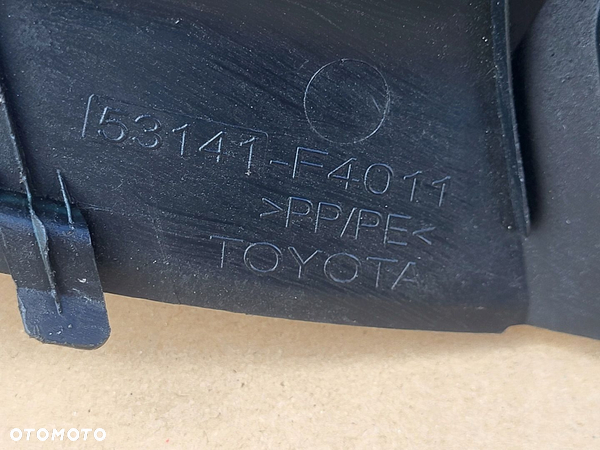 53141-F4011
>PP/PE<
TOYOTA
OTOMOTO